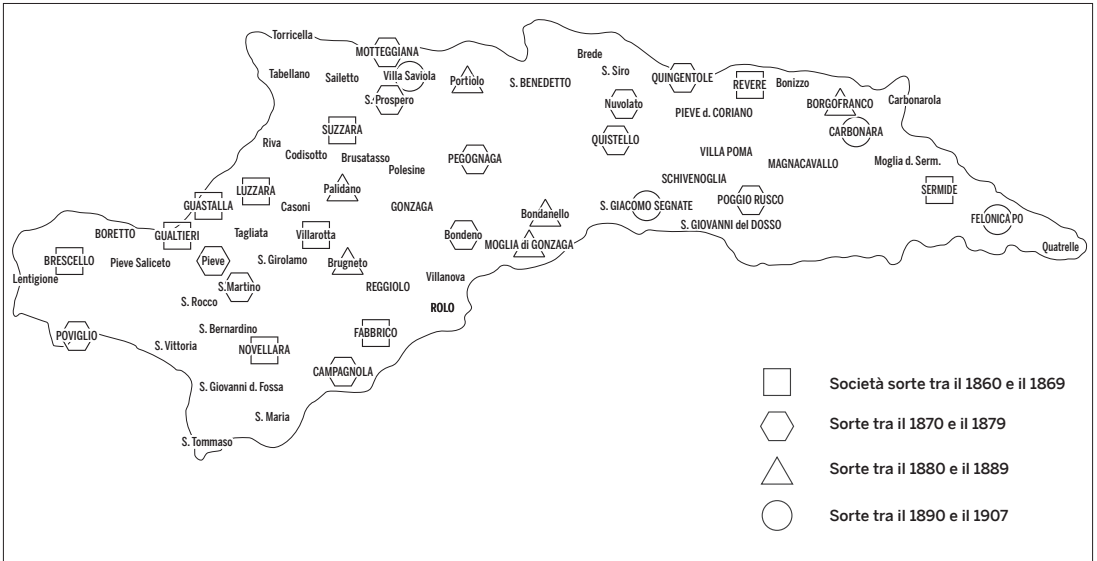 Torricella
MOTTEGGIANA
Brede
Tabellano
Sailetto
Villa Saviola
Portiolo
S. BENEDETTO
S. Siro
QUINGENTOLE
REVERE
Bonizzo
S. Prospero
Nuvolato
PIEVE d. CORIANO
BORGOFRANCO
Carbonarola
SUZZARA
QUISTELLO
CARBONARA
Riva
Codisotto
Brusatasso
Polesine
PEGOGNAGA
VILLA POMA
MAGNACAVALLO
Moglia d. Serm.
LUZZARA
Palidano
SCHIVENOGLIA
SERMIDE
GUASTALLA
Casoni
GONZAGA
Bondanello
S. GIACOMO SEGNATE
POGGIO RUSCO
FELONICA PO
BORETTO
GUALTIERI
Tagliata
Villarotta
Bondeno
MOGLIA di GONZAGA
S. GIOVANNI del DOSSO
Quatrelle
BRESCELLO
Pieve Saliceto
Pieve
S. Girolamo
Brugneto
Lentigione
S.Martino
REGGIOLO
Villanova
S. Rocco
ROLO
POVIGLIO
S. Bernardino
FABBRICO
S. Vittoria
NOVELLARA
CAMPAGNOLA
S. Giovanni d. Fossa
S. Maria
S. Tommaso
Società sorte tra il 1860 e il 1869
Sorte tra il 1870 e il 1879
Sorte tra il 1880 e il 1889
Sorte tra il 1890 e il 1907